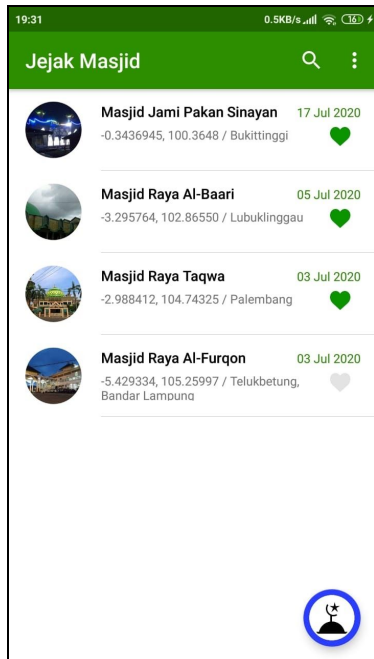 19:31 0.5KB/s 16
Jejak Masjid
Masjid Jami Pakan Sinayan 17 Jul 2020
-0.3436945, 100.3648 / Bukittinggi
Masjid Raya Al-Baari 05 Jul 2020
-3.295764, 102.86550 / Lubuklinggau
Masjid Raya Taqwa 03 Jul 2020
-2.988412, 104.74325 / Palembang
Masjid Raya Al-Furqon 03 Jul 2020
-5.429334, 105.25997 / Telukbetung,
Bandar Lampung